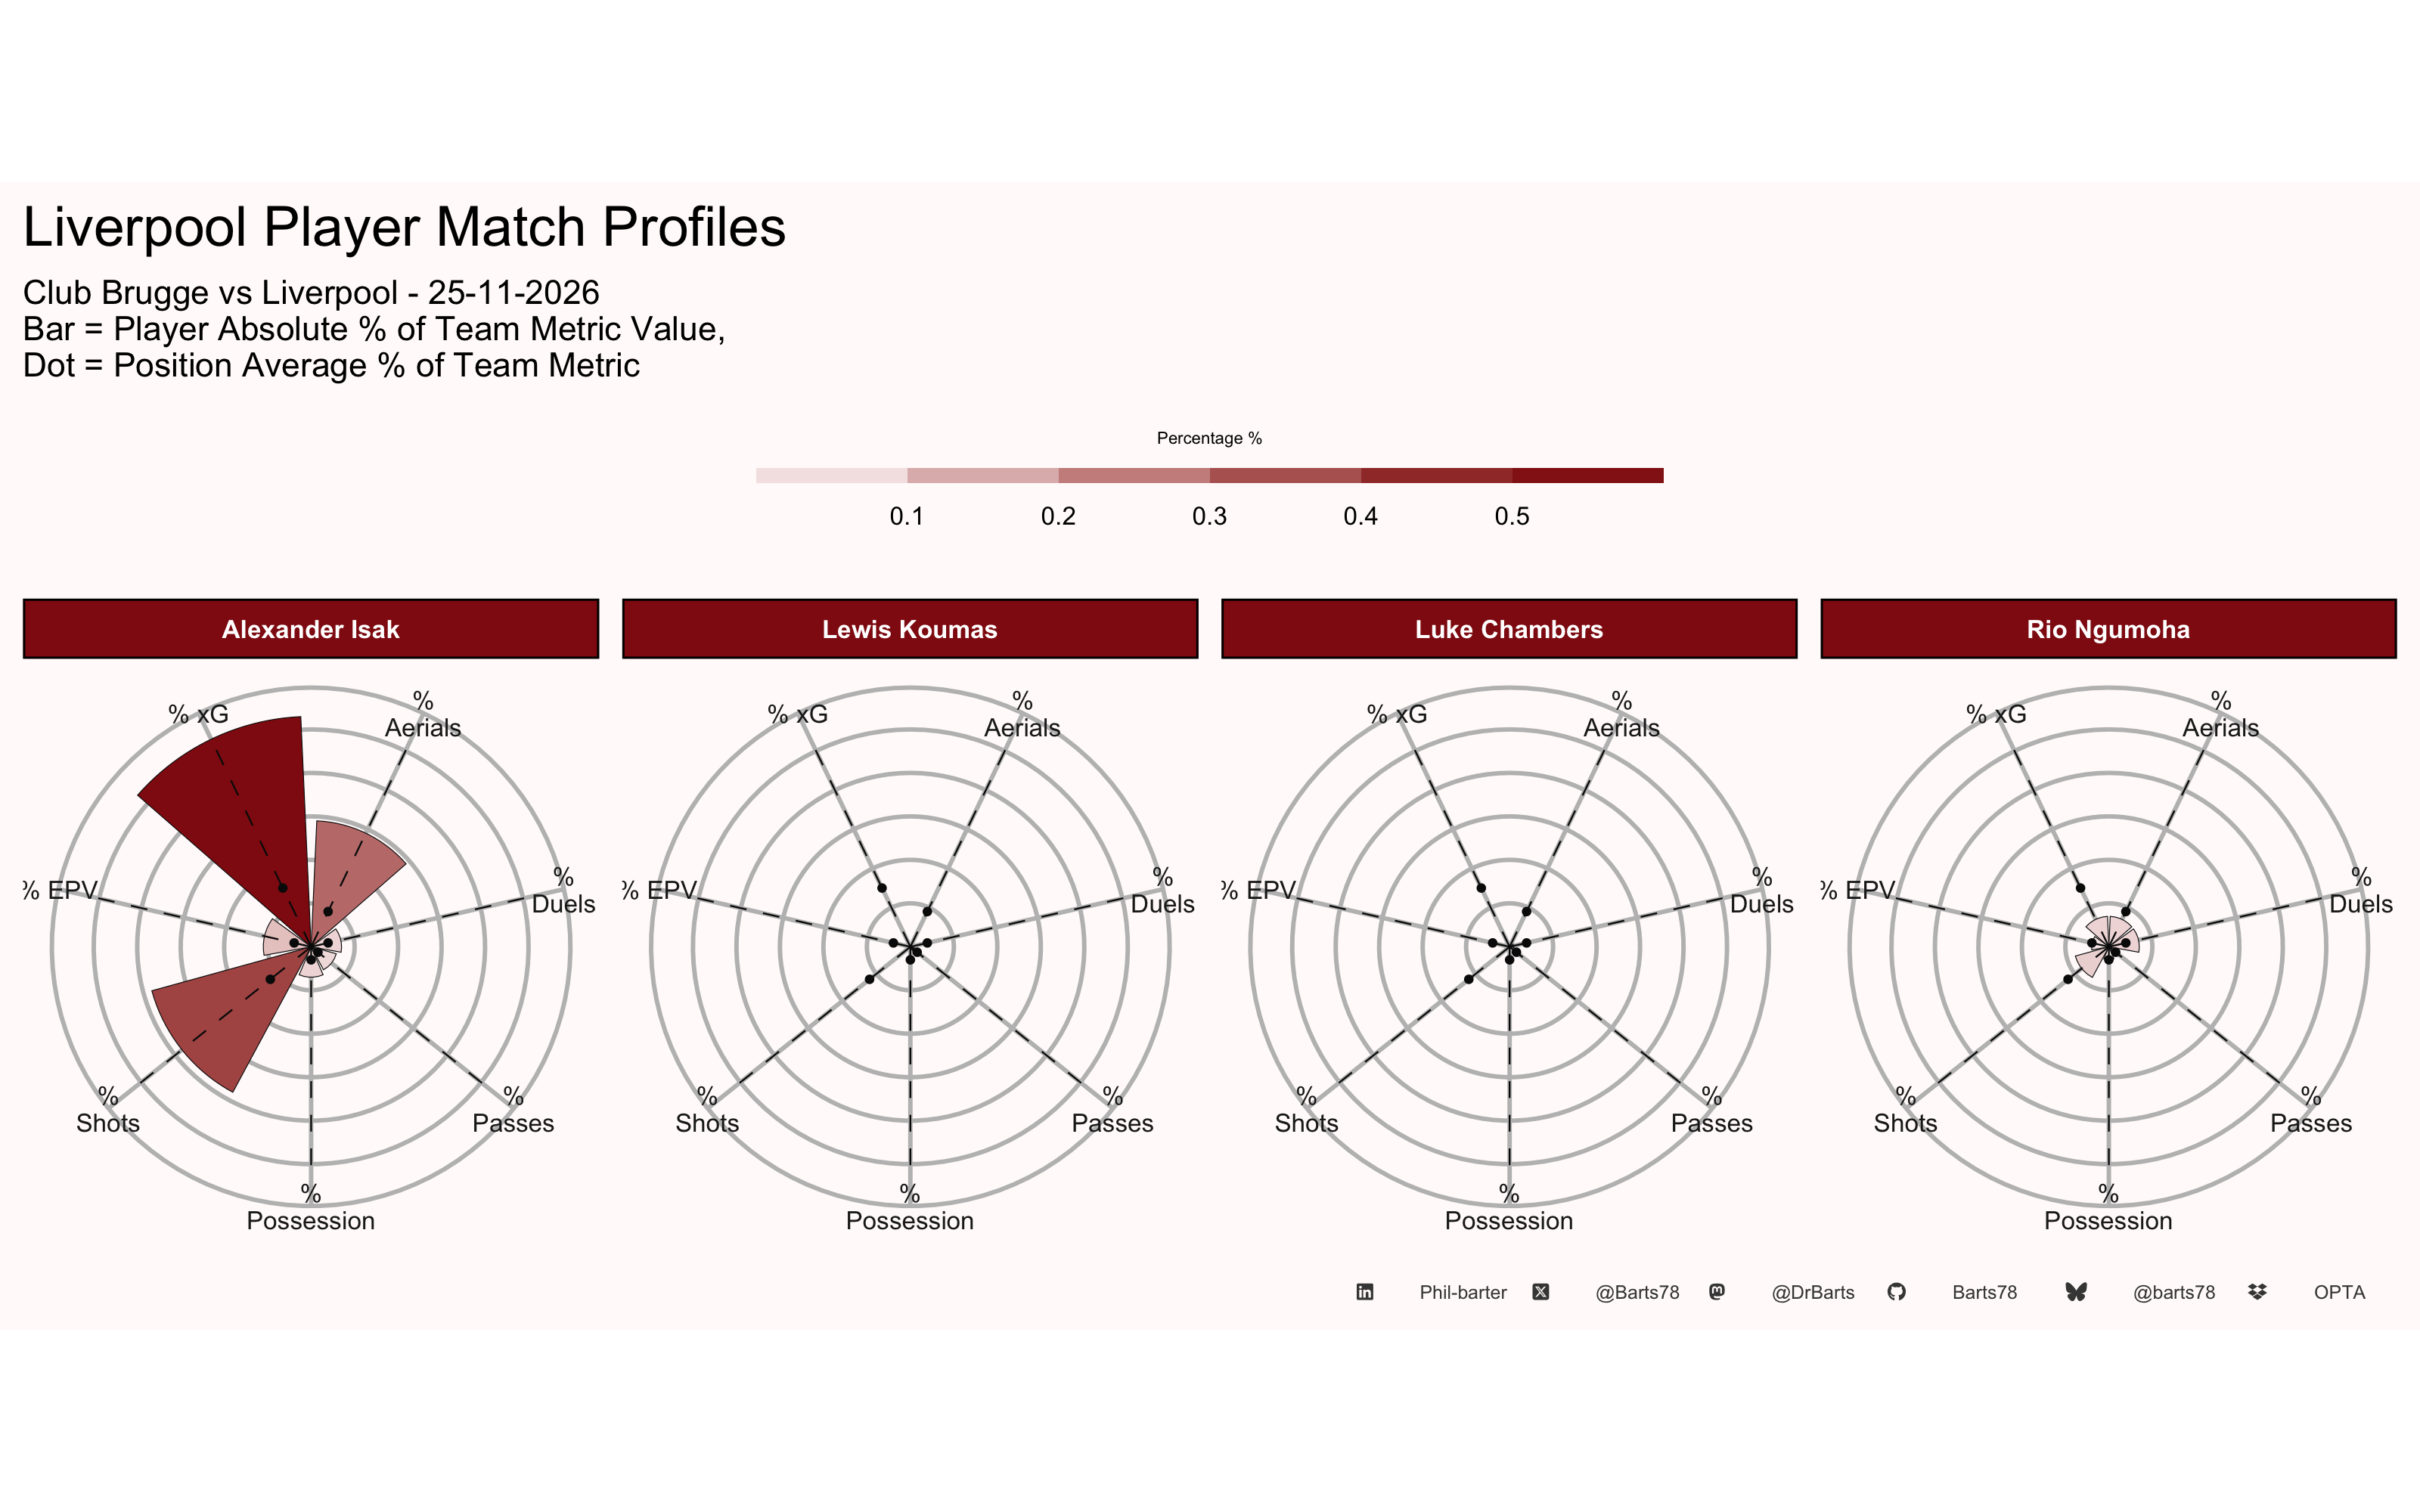 Liverpool Player Match Profiles
Club Brugge vs Liverpool - 25-11-2026
Bar = Player Absolute % of Team Metric Value,
Dot = Position Average % of Team Metric
Percentage %
0.1 0.2 0.3 0.4 0.5
Alexander Isak
% xG
%
Aerials
% EPV
%
Duels
%
Shots
%
Passes
%
Possession
Lewis Koumas
% xG
%
Aerials
% EPV
%
Duels
%
Shots
%
Passes
%
Possession
Luke Chambers
% xG
%
Aerials
% EPV
%
Duels
%
Shots
%
Passes
%
Possession
Rio Ngumoha
% xG
%
Aerials
% EPV
%
Duels
%
Shots
%
Passes
%
Possession
Phil-barter @Barts78 @DrBarts Barts78 @barts78 OPTA